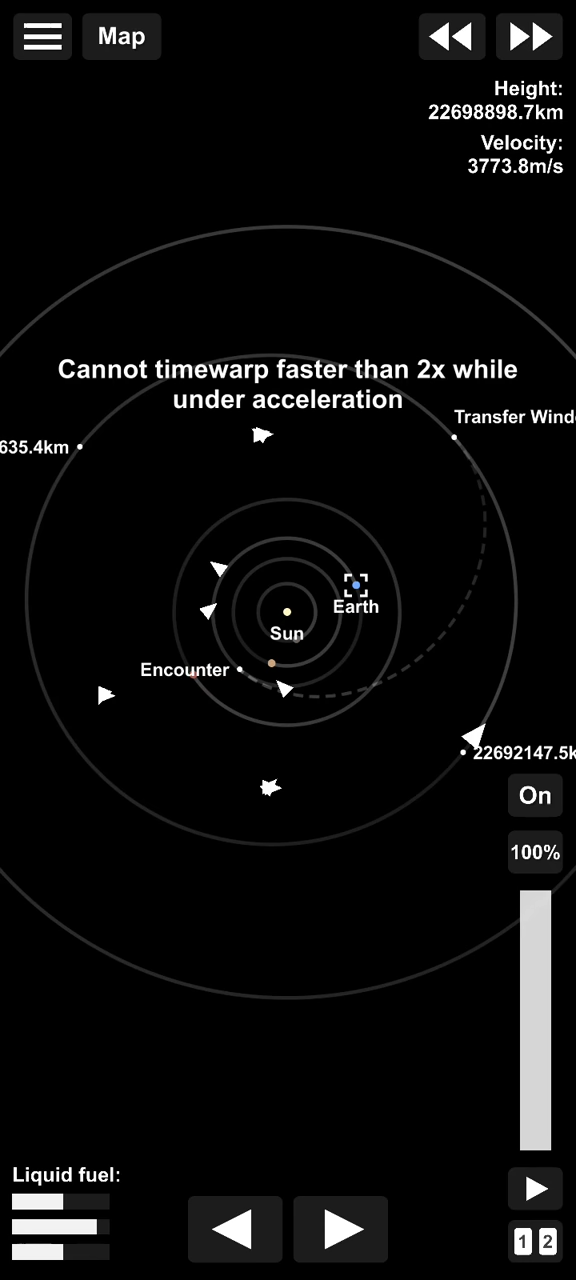 Map
Height:
22698898.7km
Velocity:
3773.8m/s
Cannot timewarp faster than 2x while
under acceleration
Transfer Wind
635.4km
Earth
Sun
Encounter
22692147.5k
On
100%
Liquid fuel:
1 2